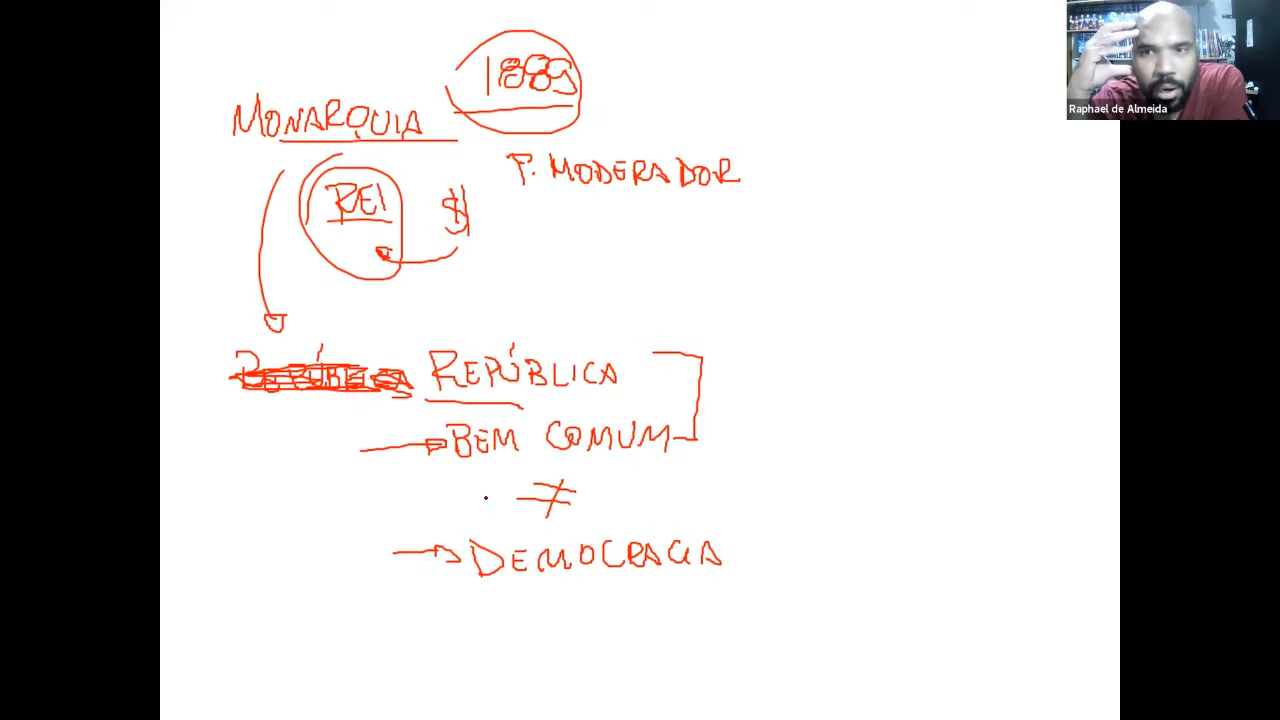 1889
MONARQUIA
P. MODERADOR
REI $
REPÚBLICA
→ BEM COMUM
≠
→ DEMOCRACIA
Raphael de Almeida